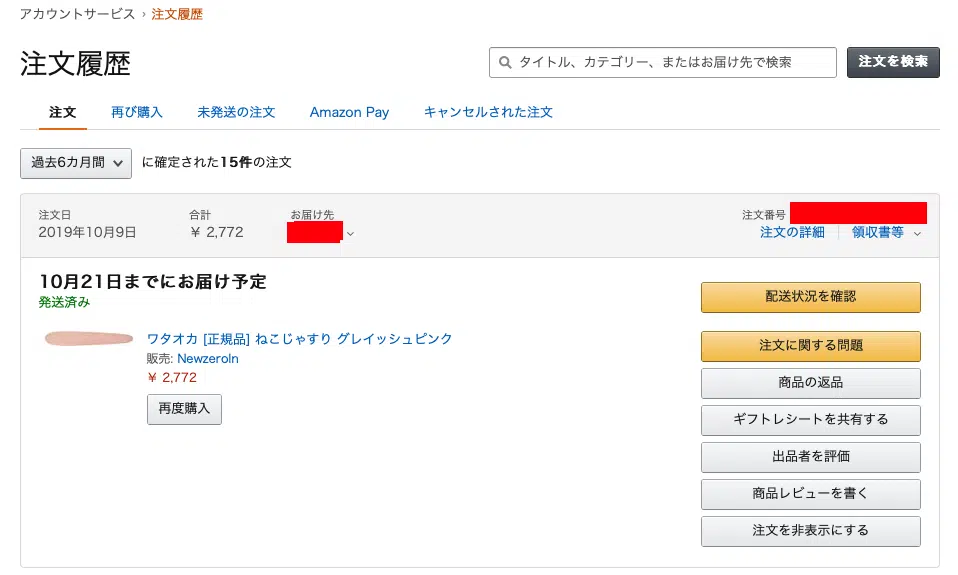 アカウントサービス › 注文履歴
注文履歴
タイトル、カテゴリー、またはお届け先で検索
注文を検索
注文 再び購入 未発送の注文 Amazon Pay キャンセルされた注文
過去6カ月間 に確定された15件の注文
注文日 合計 お届け先 注文番号
2019年10月9日 ¥ 2,772 注文の詳細 領収書等
10月21日までにお届け予定
発送済み
配送状況を確認
ワタオカ [正規品] ねこじゃすり グレイッシュピンク
販売: Newzeroln
¥ 2,772
再度購入
注文に関する問題
商品の返品
ギフトレシートを共有する
出品者を評価
商品レビューを書く
注文を非表示にする